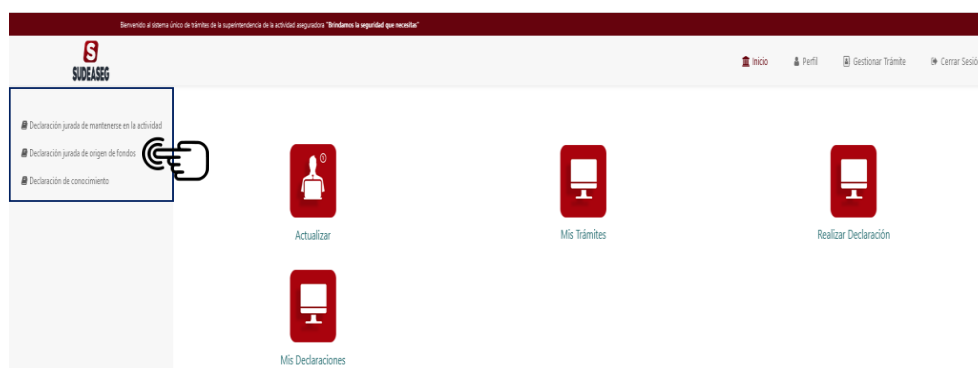 Bienvenido al sistema único de trámites de la superintendencia de la actividad aseguradora "Brindamos la seguridad que necesitas"
S
SUDEASEG
Inicio
Perfil
Gestionar Trámite
Cerrar Sesión
Declaración jurada de mantenerse en la actividad
Declaración jurada de origen de fondos
Declaración de conocimiento
Actualizar
Mis Trámites
Realizar Declaración
Mis Declaraciones